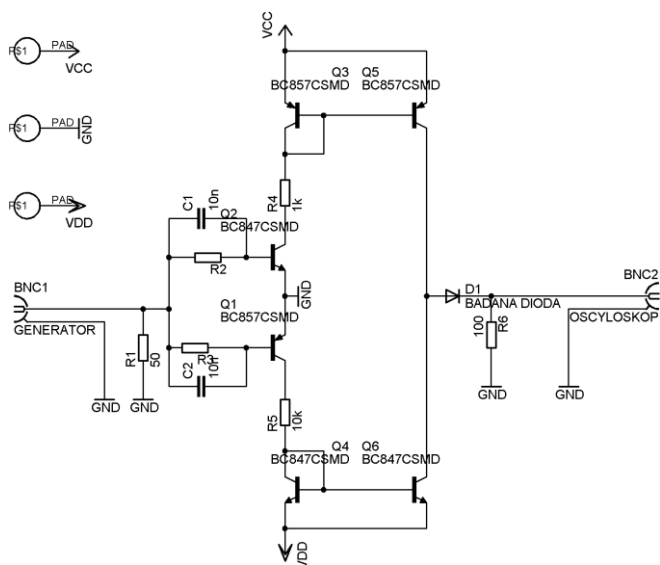 VCC
Q3 Q5
BC857CSMD BC857CSMD
PAD
VCC
PAD
GND
PAD
VDD
C1
10n
Q2
BC847CSMD
R4
1k
R2
BNC1
GENERATOR
Q1
BC857CSMD
GND
D1
BADANA DIODA
BNC2
OSCYLOSKOP
R1
50
R3
C2
10n
100
R6
GND GND
GND GND
R5
10k
Q4 Q6
BC847CSMD BC847CSMD
VDD